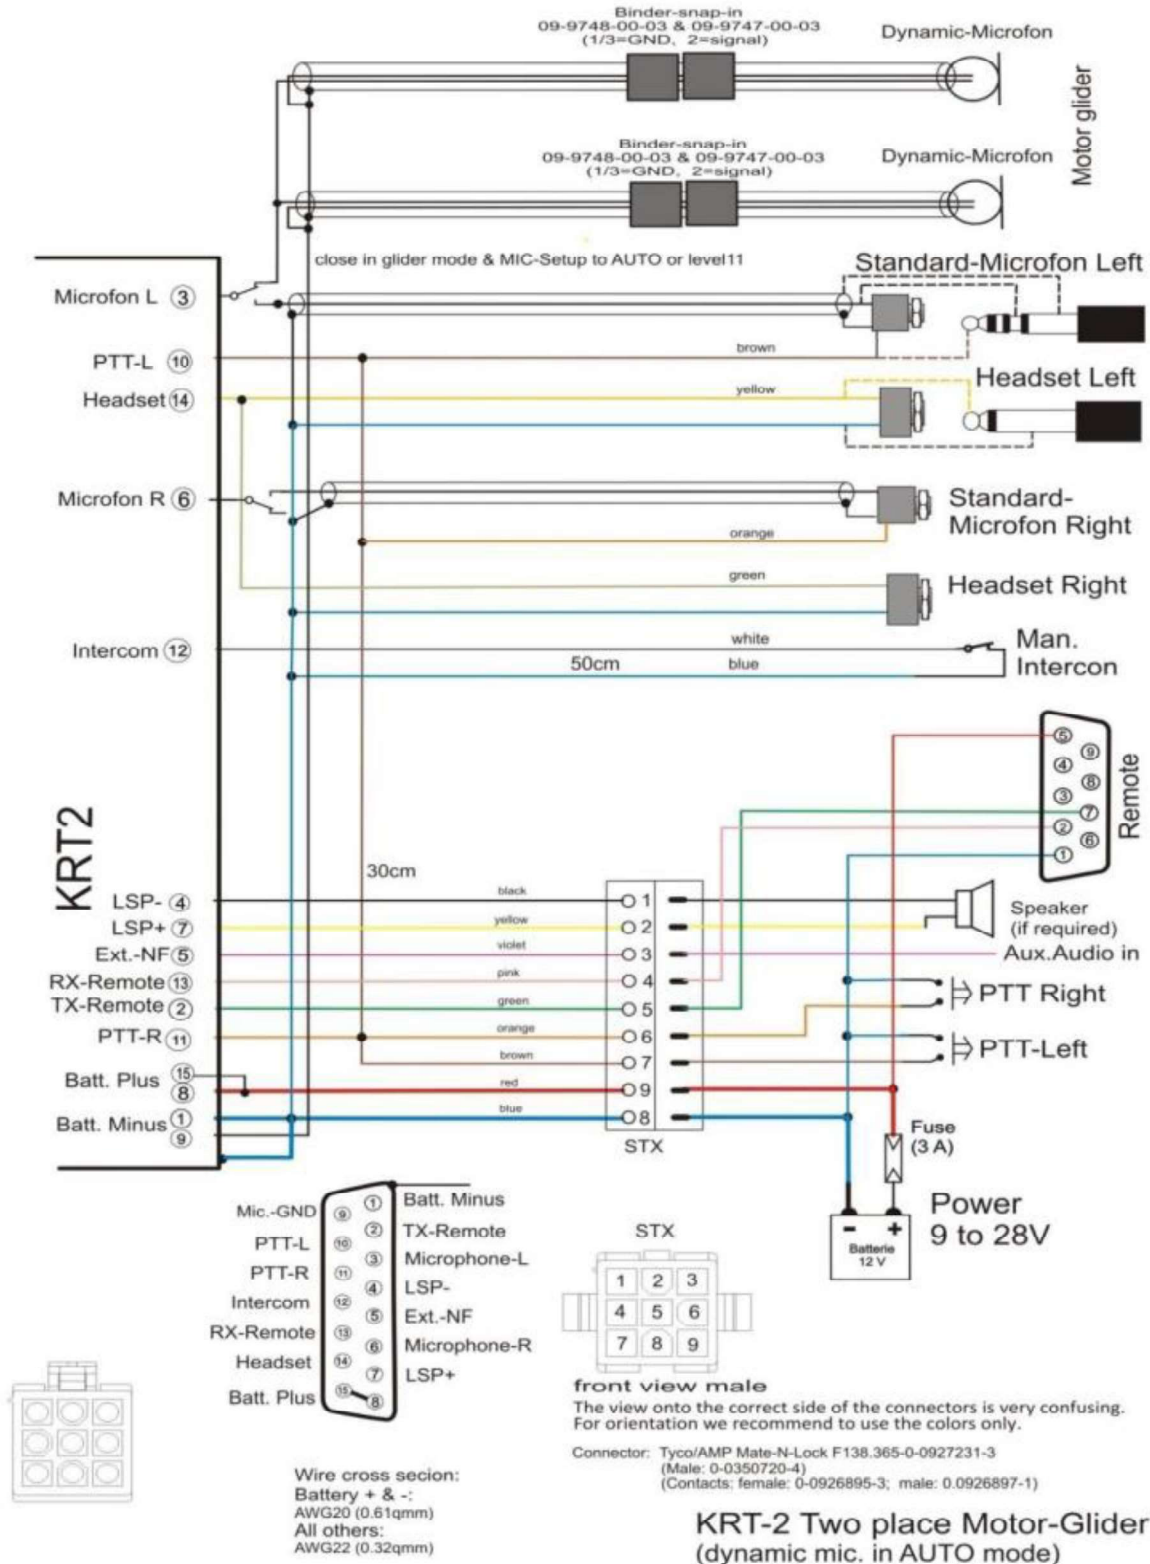 Binder-snap-in
09-9748-00-03 & 09-9747-00-03
(1/3=GND, 2=signal)
Dynamic-Microfon
Motor glider
Binder-snap-in
09-9748-00-03 & 09-9747-00-03
(1/3=GND, 2=signal)
Dynamic-Microfon
close in glider mode & MIC-Setup to AUTO or level11
Standard-Microfon Left
Microfon L 3
brown
PTT-L 10
yellow
Headset Left
Headset 14
Microfon R 6
Standard-
Microfon Right
orange
green
Headset Right
Intercom 12
white
Man.
Intercon
50cm
blue
Remote
5
9
4
8
3
7
2
6
1
KRT2
30cm
LSP- 4
black
1
Speaker
(if required)
LSP+ 7
yellow
2
Ext.-NF 5
violet
3
Aux.Audio in
RX-Remote 13
pink
4
PTT Right
TX-Remote 2
green
5
PTT-R 11
orange
6
PTT-Left
brown
7
Batt. Plus 15
8
red
9
Batt. Minus 1
9
blue
8
STX
Fuse
(3 A)
Power
9 to 28V
- +
Batterie
12 V
Mic.-GND 9
1 Batt. Minus
PTT-L 10
2 TX-Remote
PTT-R 11
3 Microphone-L
Intercom 12
4 LSP-
RX-Remote 13
5 Ext.-NF
Headset 14
6 Microphone-R
Batt. Plus 15
7 LSP+
8
STX
1 2 3
4 5 6
7 8 9
front view male
The view onto the correct side of the connectors is very confusing.
For orientation we recommend to use the colors only.
Connector: Tyco/AMP Mate-N-Lock F138.365-0-0927231-3
(Male: 0-0350720-4)
(Contacts: female: 0-0926895-3; male: 0.0926897-1)
Wire cross secion:
Battery + & -:
AWG20 (0.61qmm)
All others:
AWG22 (0.32qmm)
KRT-2 Two place Motor-Glider
(dynamic mic. in AUTO mode)